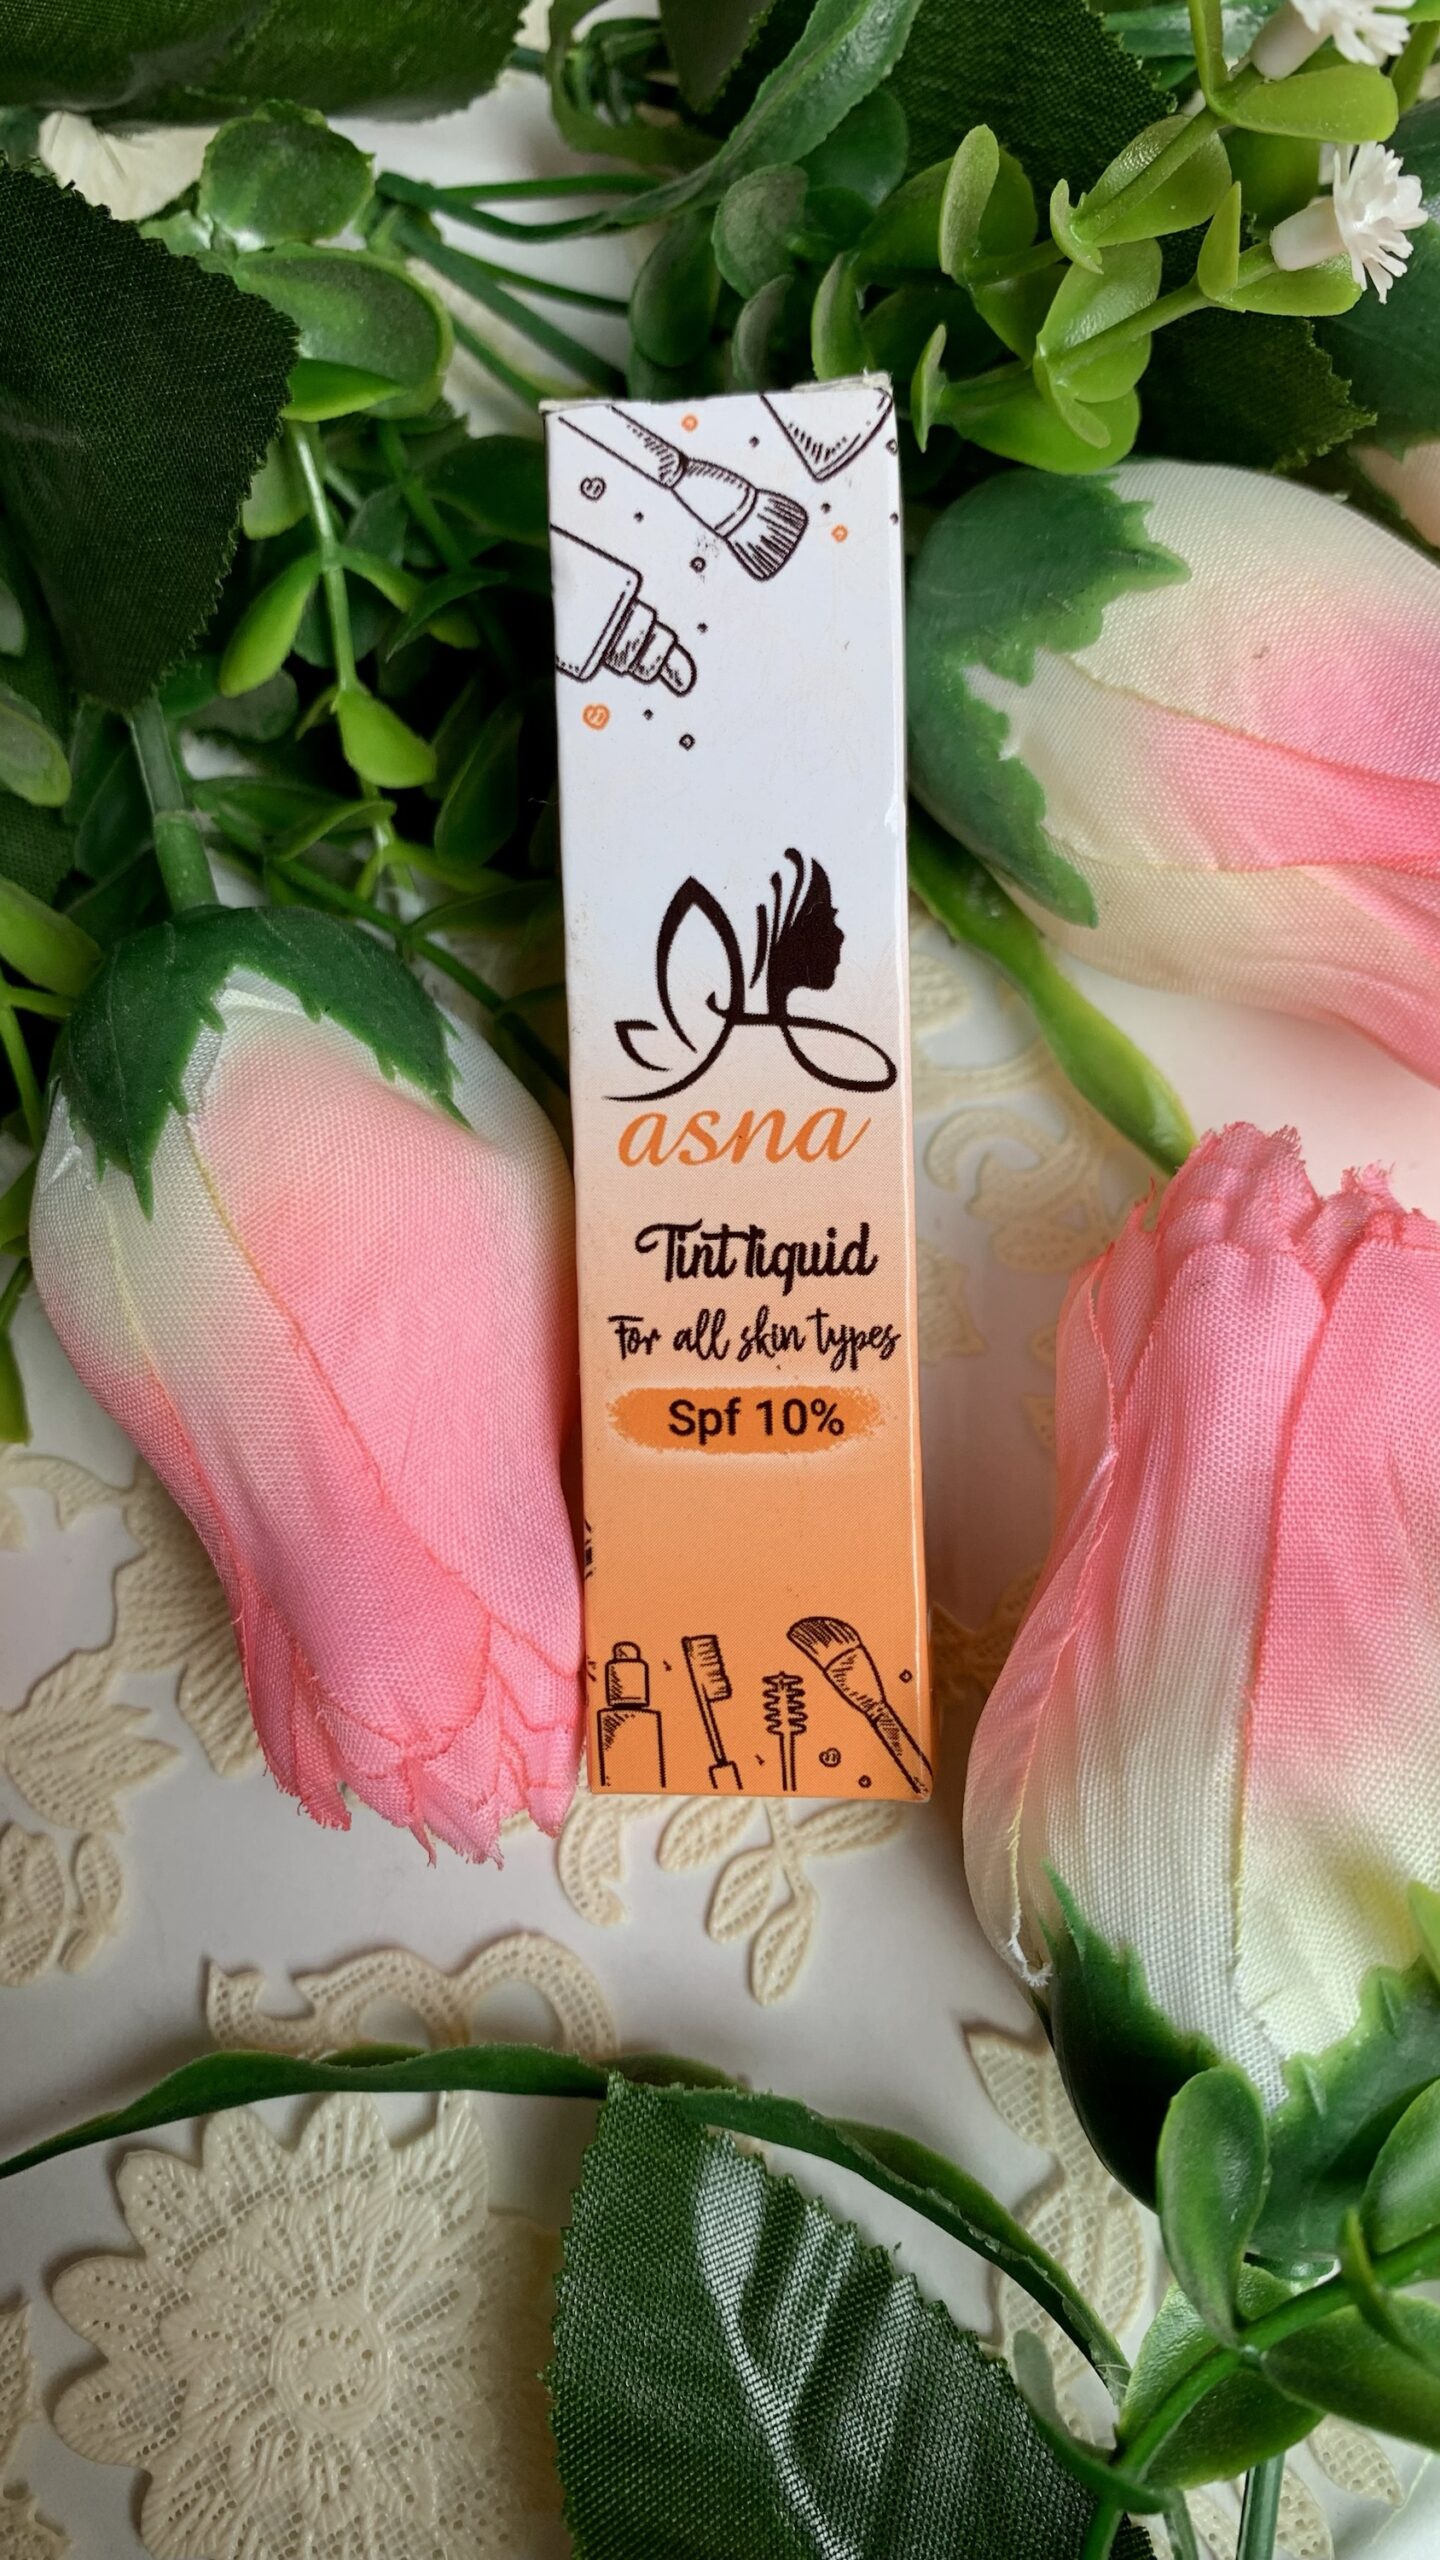 asna
Tint liquid
For all skin types
Spf 10%